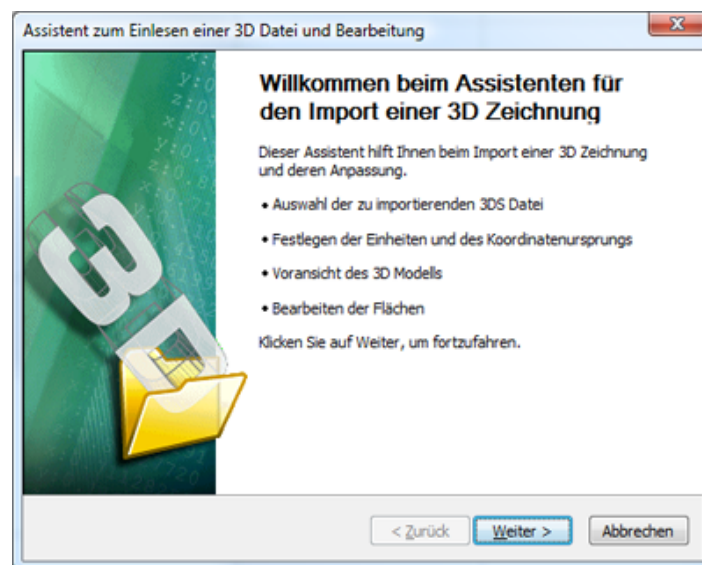 Assistent zum Einlesen einer 3D Datei und Bearbeitung
Willkommen beim Assistenten für
den Import einer 3D Zeichnung
Dieser Assistent hilft Ihnen beim Import einer 3D Zeichnung
und deren Anpassung.
• Auswahl der zu importierenden 3DS Datei
• Festlegen der Einheiten und des Koordinatenursprungs
• Voransicht des 3D Modells
• Bearbeiten der Flächen
Klicken Sie auf Weiter, um fortzufahren.
3D
< Zurück Weiter > Abbrechen